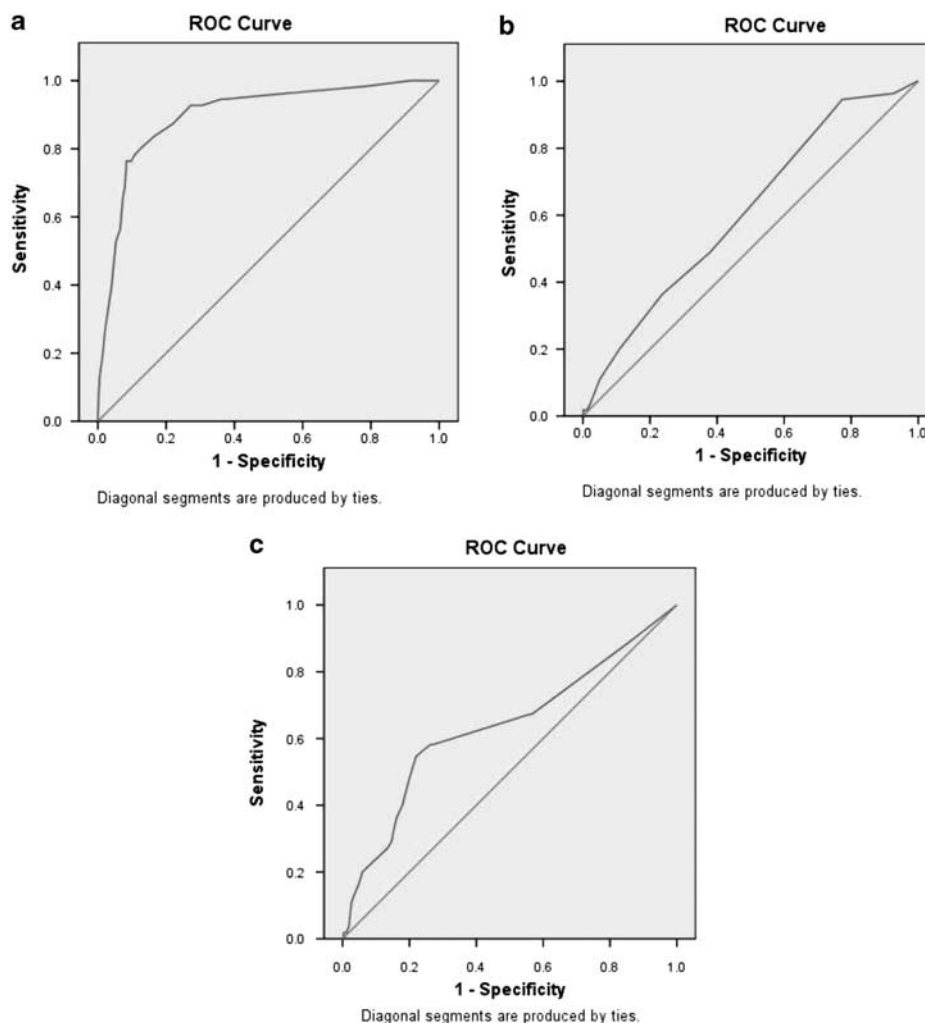 a
ROC Curve
1.0
0.8
0.6
0.4
0.2
0.0
Sensitivity
0.0 0.2 0.4 0.6 0.8 1.0
1 - Specificity
Diagonal segments are produced by ties.
b
ROC Curve
1.0
0.8
0.6
0.4
0.2
0.0
Sensitivity
0.0 0.2 0.4 0.6 0.8 1.0
1 - Specificity
Diagonal segments are produced by ties.
c
ROC Curve
1.0
0.8
0.6
0.4
0.2
0.0
Sensitivity
0.0 0.2 0.4 0.6 0.8 1.0
1 - Specificity
Diagonal segments are produced by ties.